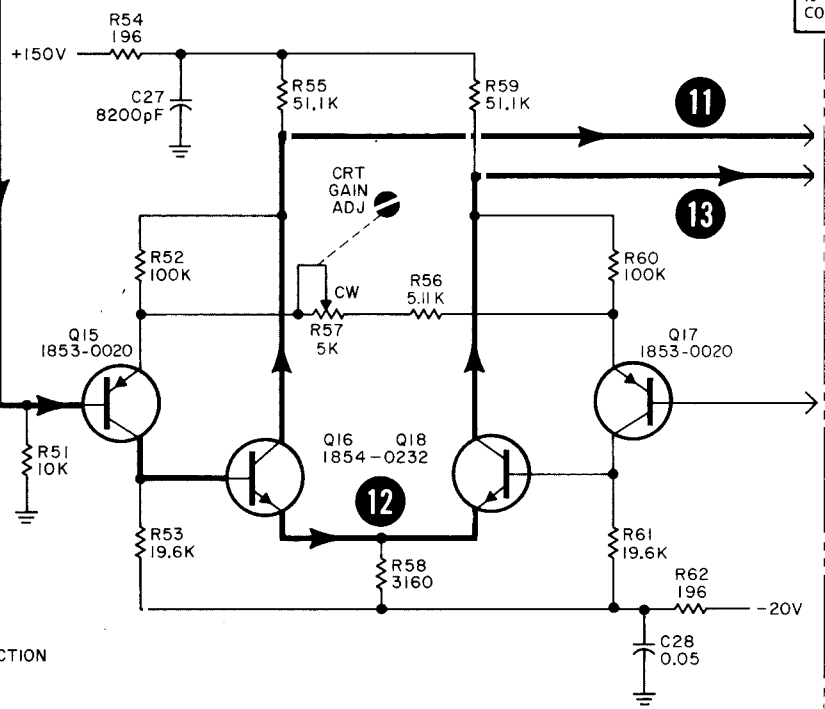 CO
R54
196
+150V
C27
8200pF
R55
51.1K
R59
51.1K
11
CRT
GAIN
ADJ
13
R52
100K
CW
R57
5K
R56
5.11K
R60
100K
Q15
1853-0020
Q17
1853-0020
R51
10K
Q16 Q18
1854-0232
12
R53
19.6K
R58
3160
R61
19.6K
R62
196
-20V
C28
0.05
CTION